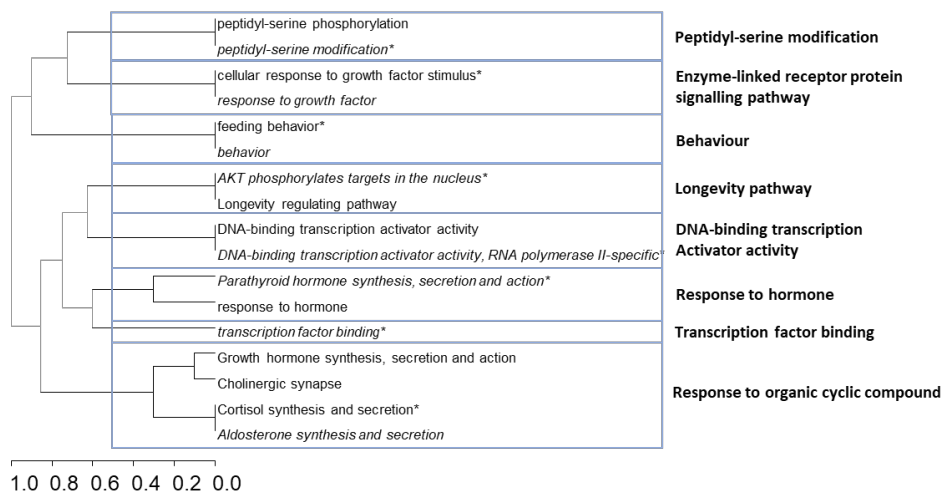 peptidyl-serine phosphorylation
peptidyl-serine modification*
Peptidyl-serine modification
cellular response to growth factor stimulus*
response to growth factor
Enzyme-linked receptor protein
signalling pathway
feeding behavior*
behavior
Behaviour
AKT phosphorylates targets in the nucleus*
Longevity regulating pathway
Longevity pathway
DNA-binding transcription activator activity
DNA-binding transcription activator activity, RNA polymerase II-specific*
DNA-binding transcription
Activator activity
Parathyroid hormone synthesis, secretion and action*
response to hormone
Response to hormone
transcription factor binding*
Transcription factor binding
Growth hormone synthesis, secretion and action
Cholinergic synapse
Cortisol synthesis and secretion*
Aldosterone synthesis and secretion
Response to organic cyclic compound
1.0 0.8 0.6 0.4 0.2 0.0